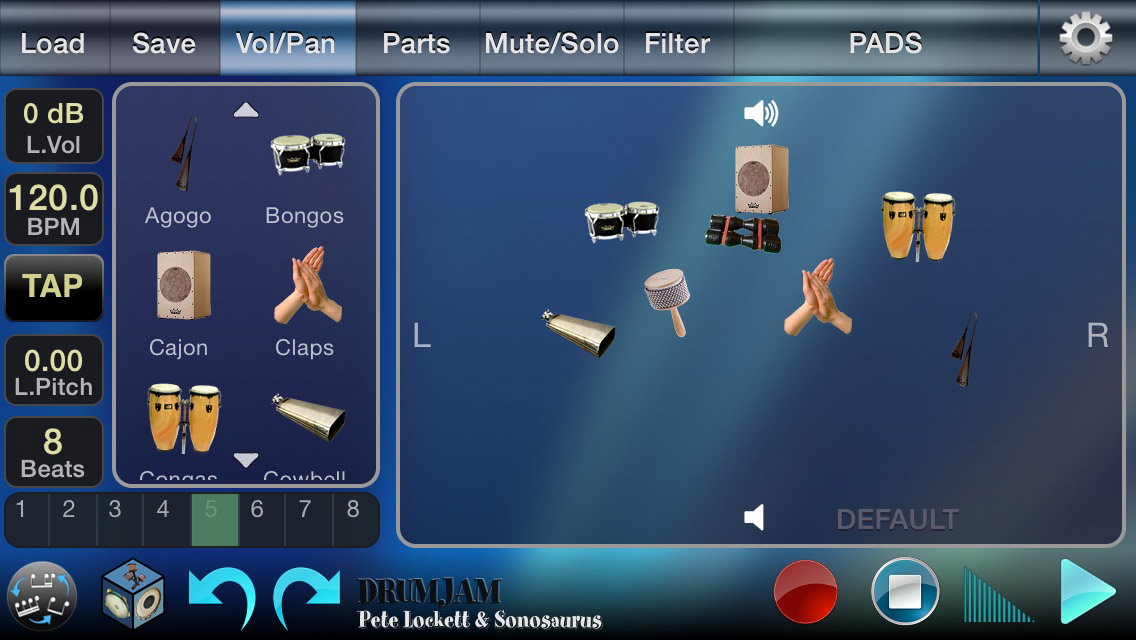 Load Save Vol/Pan Parts Mute/Solo Filter PADS
0 dB
L.Vol
120.0
BPM
TAP
0.00
L.Pitch
8
Beats
Agogo Bongos
Cajon Claps
Congas Cowbell
L R
DEFAULT
1 2 3 4 5 6 7 8
DRUMJAM
Pete Lockett & Sonosaurus